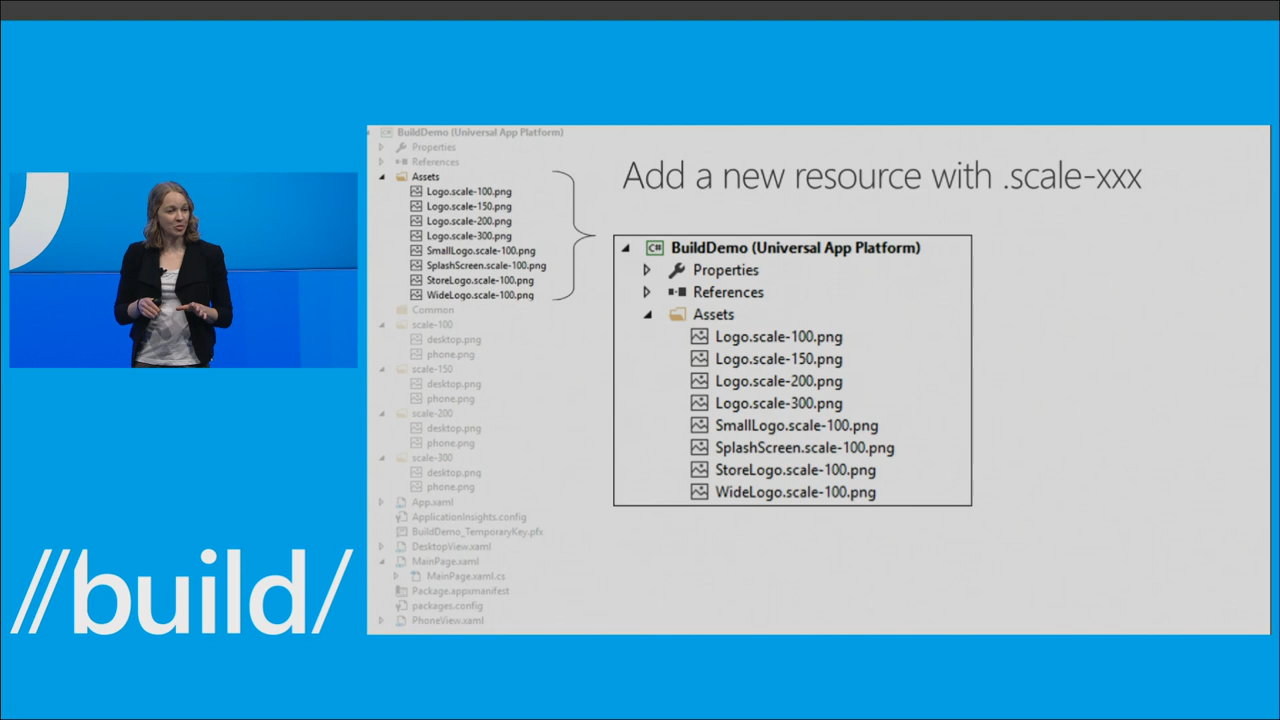 BuildDemo (Universal App Platform)
Properties
References
Assets
Logo.scale-100.png
Logo.scale-150.png
Logo.scale-200.png
Logo.scale-300.png
SmallLogo.scale-100.png
SplashScreen.scale-100.png
StoreLogo.scale-100.png
WideLogo.scale-100.png
Common
scale-100
desktop.png
phone.png
scale-150
desktop.png
phone.png
scale-200
desktop.png
phone.png
scale-300
desktop.png
phone.png
App.xaml
ApplicationInsights.config
BuildDemo_TemporaryKey.pfx
DesktopView.xaml
MainPage.xaml
MainPage.xaml.cs
Package.appxmanifest
packages.config
PhoneView.xaml
Add a new resource with .scale-xxx
C# BuildDemo (Universal App Platform)
Properties
References
Assets
Logo.scale-100.png
Logo.scale-150.png
Logo.scale-200.png
Logo.scale-300.png
SmallLogo.scale-100.png
SplashScreen.scale-100.png
StoreLogo.scale-100.png
WideLogo.scale-100.png
//build/